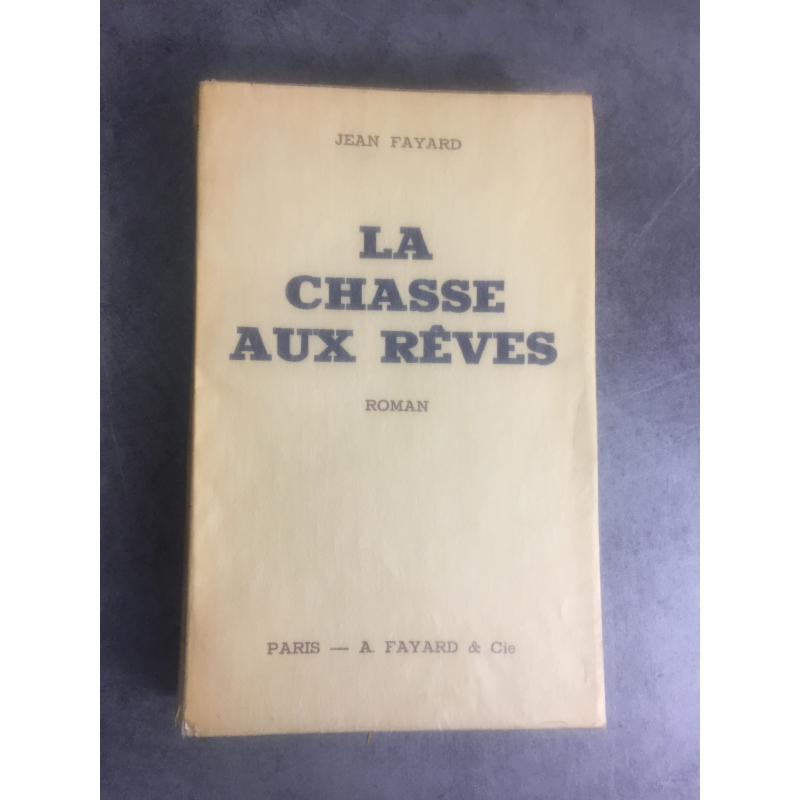 JEAN FAYARD
LA
CHASSE
AUX RÊVES
ROMAN
PARIS — A. FAYARD & Cie